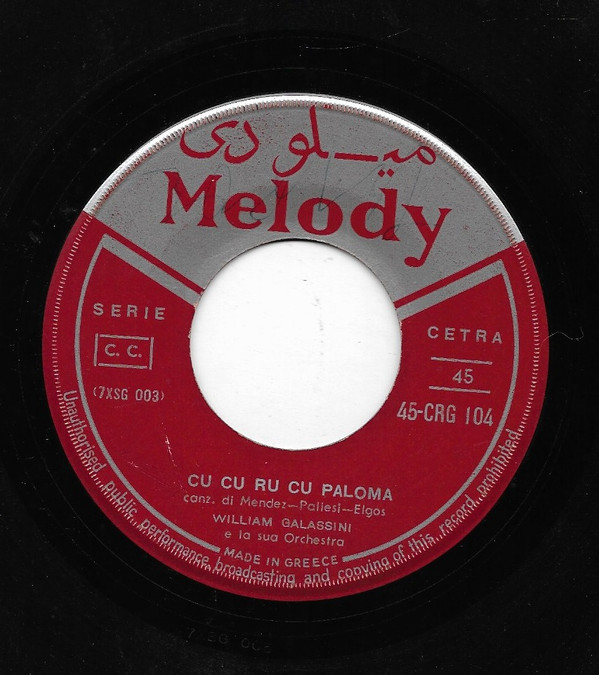 ميلودى
Melody
SERIE
C. C.
(7XSG 003)
CETRA
45
45-CRG 104
CU CU RU CU PALOMA
canz. di Mendez—Pallesi—Elgos
WILLIAM GALASSINI
e la sua Orchestra
MADE IN GREECE
Unauthorised public performance broadcasting and copying of this record prohibited